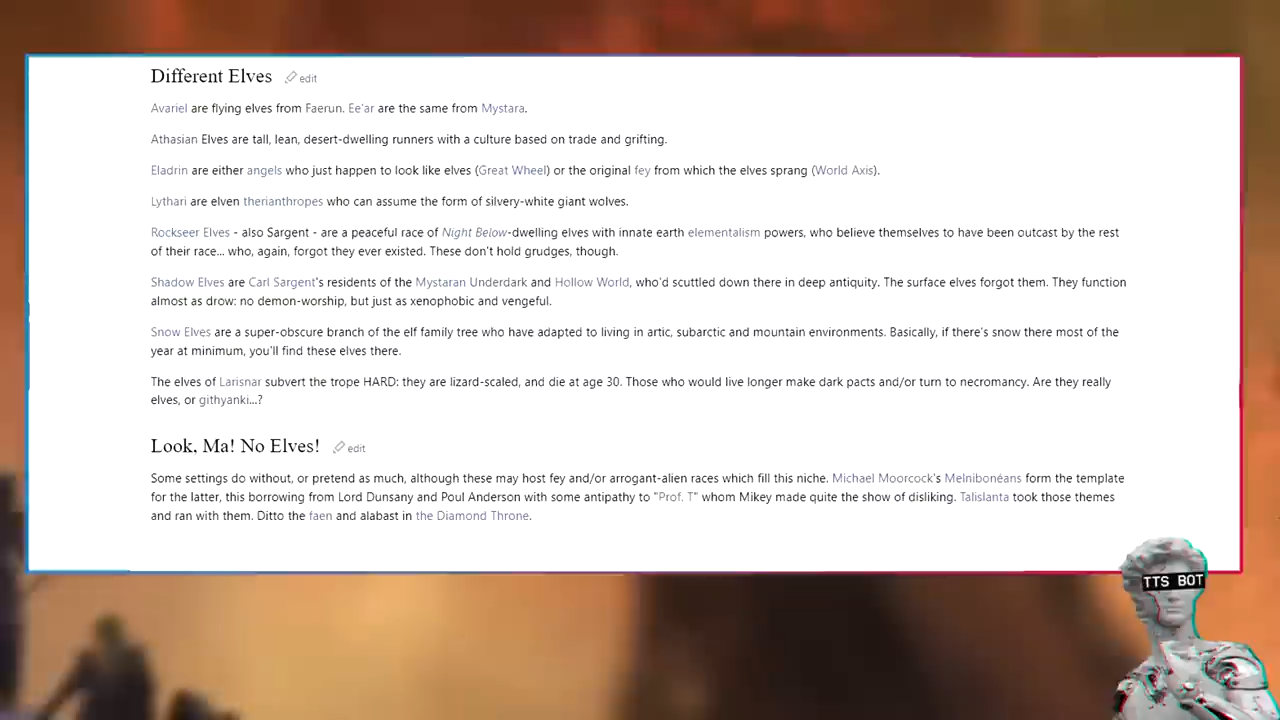 Different Elves edit
Avariel are flying elves from Faerun. Ee'ar are the same from Mystara.
Athasian Elves are tall, lean, desert-dwelling runners with a culture based on trade and grifting.
Eladrin are either angels who just happen to look like elves (Great Wheel) or the original fey from which the elves sprang (World Axis).
Lythari are elven therianthropes who can assume the form of silvery-white giant wolves.
Rockseer Elves - also Sargent - are a peaceful race of Night Below-dwelling elves with innate earth elementalism powers, who believe themselves to have been outcast by the rest
of their race... who, again, forgot they ever existed. These don't hold grudges, though.
Shadow Elves are Carl Sargent's residents of the Mystaran Underdark and Hollow World, who'd scuttled down there in deep antiquity. The surface elves forgot them. They function
almost as drow: no demon-worship, but just as xenophobic and vengeful.
Snow Elves are a super-obscure branch of the elf family tree who have adapted to living in artic, subarctic and mountain environments. Basically, if there's snow there most of the
year at minimum, you'll find these elves there.
The elves of Larisnar subvert the trope HARD: they are lizard-scaled, and die at age 30. Those who would live longer make dark pacts and/or turn to necromancy. Are they really
elves, or githyanki...?
Look, Ma! No Elves! edit
Some settings do without, or pretend as much, although these may host fey and/or arrogant-alien races which fill this niche. Michael Moorcock's Melnibonéans form the template
for the latter, this borrowing from Lord Dunsany and Poul Anderson with some antipathy to "Prof. T" whom Mikey made quite the show of disliking. Talislanta took those themes
and ran with them. Ditto the faen and alabast in the Diamond Throne.
TTS BOT